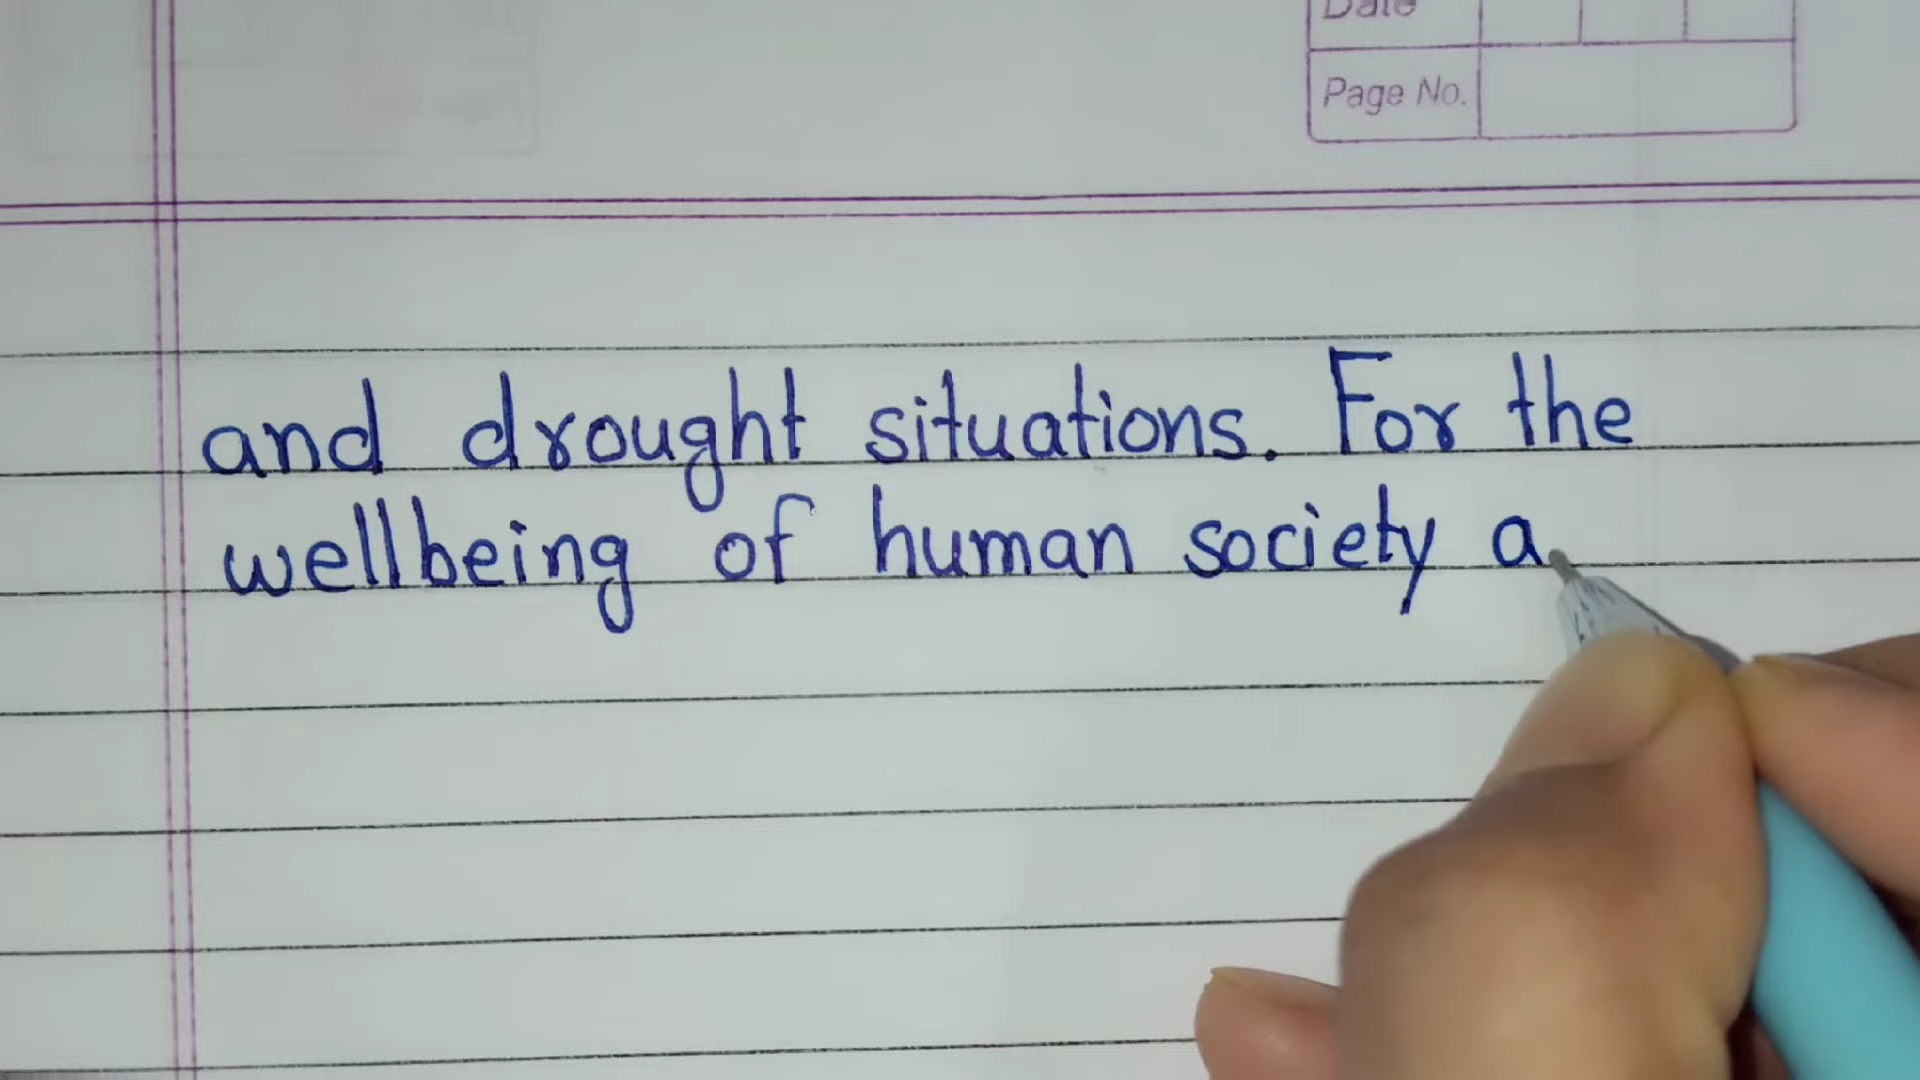 Date
Page No.
and drought situations. For the
wellbeing of human society a